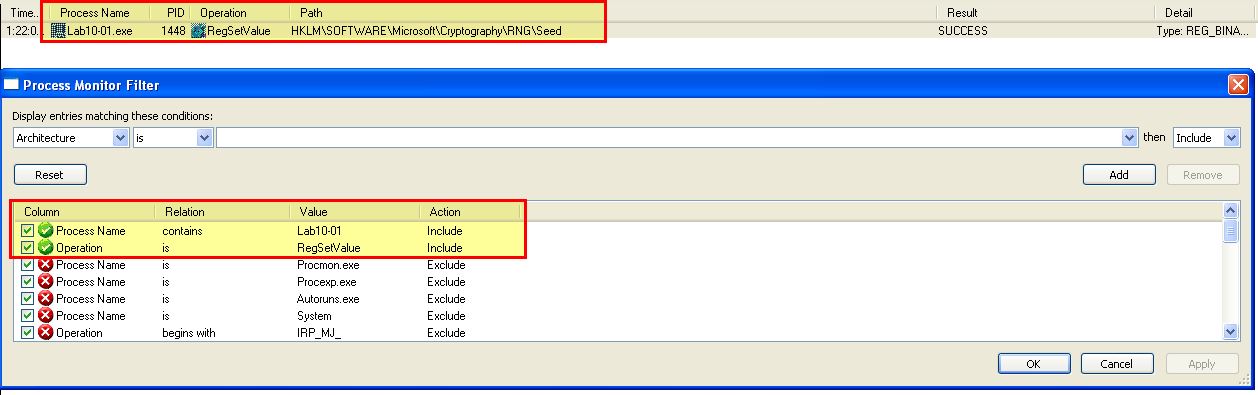 Time... Process Name PID Operation Path Result Detail
1:22:0... Lab10-01.exe 1448 RegSetValue HKLM\SOFTWARE\Microsoft\Cryptography\RNG\Seed SUCCESS Type: REG_BINA...
Process Monitor Filter
Display entries matching these conditions:
Architecture is then Include
Reset Add Remove
Column Relation Value Action
Process Name contains Lab10-01 Include
Operation is RegSetValue Include
Process Name is Procmon.exe Exclude
Process Name is Procexp.exe Exclude
Process Name is Autoruns.exe Exclude
Process Name is System Exclude
Operation begins with IRP_MJ_ Exclude
OK Cancel Apply